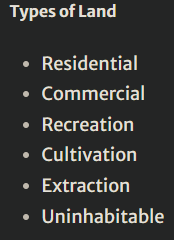 Types of Land
• Residential
• Commercial
• Recreation
• Cultivation
• Extraction
• Uninhabitable